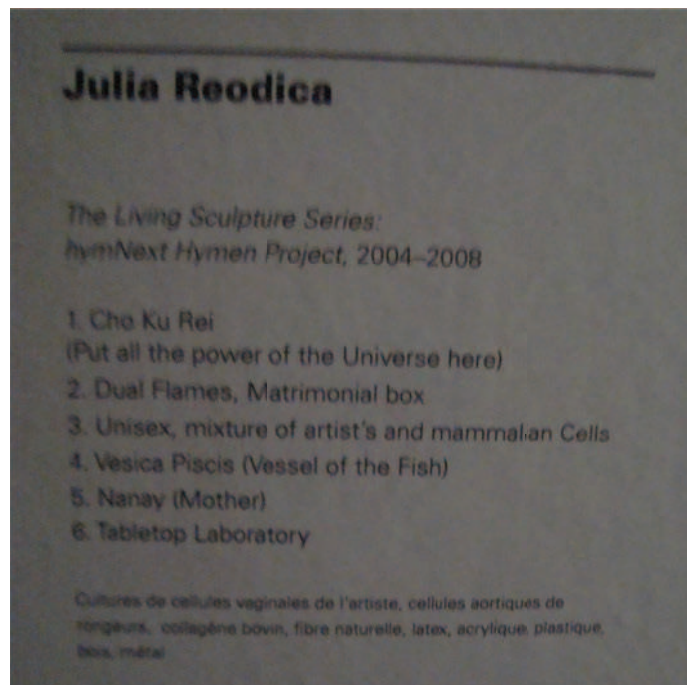 Julia Reodica
The Living Sculpture Series:
hymNext Hymen Project, 2004–2008
1. Cho Ku Rei
(Put all the power of the Universe here)
2. Dual Flames, Matrimonial box
3. Unisex, mixture of artist's and mammalian Cells
4. Vesica Piscis (Vessel of the Fish)
5. Nanay (Mother)
6. Tabletop Laboratory
Cultures de cellules vaginales de l'artiste, cellules aortiques de
rongeurs, collagène bovin, fibre naturelle, latex, acrylique, plastique,
bois, métal